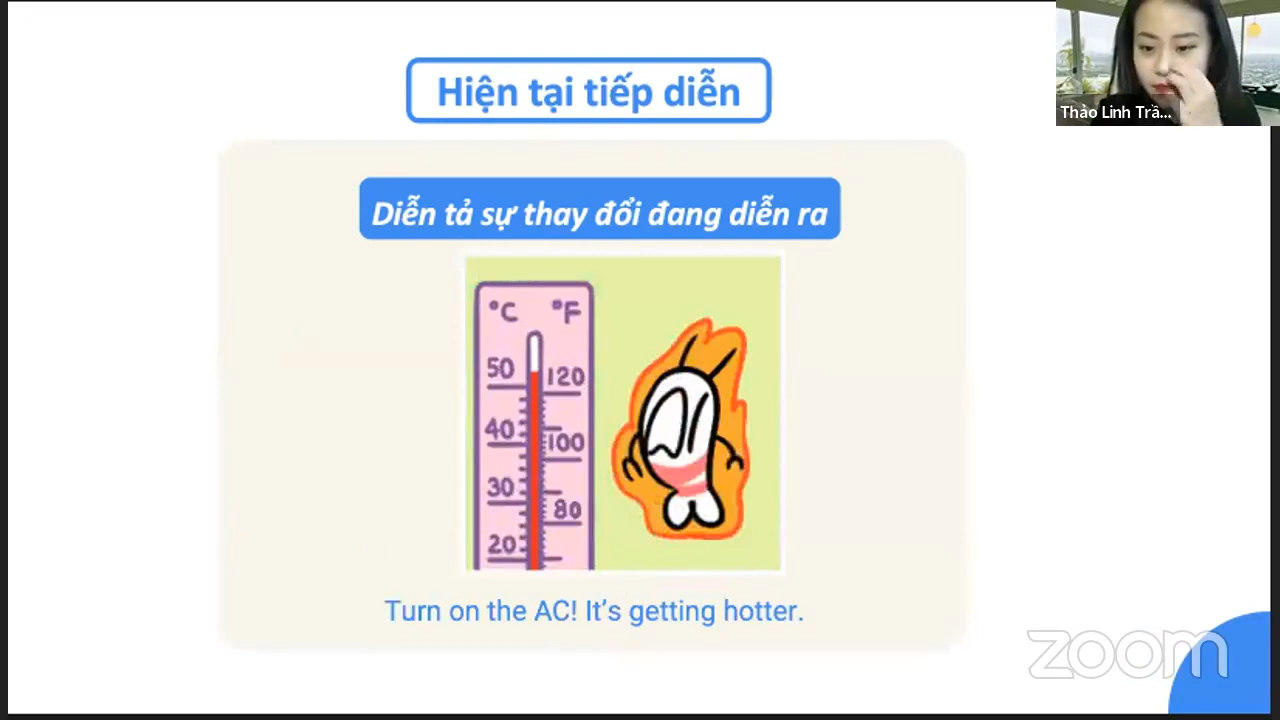 Hiện tại tiếp diễn
Thảo Linh Trầ...
Diễn tả sự thay đổi đang diễn ra
°C °F
50 120
40 100
30 80
20
Turn on the AC! It’s getting hotter.
zoom